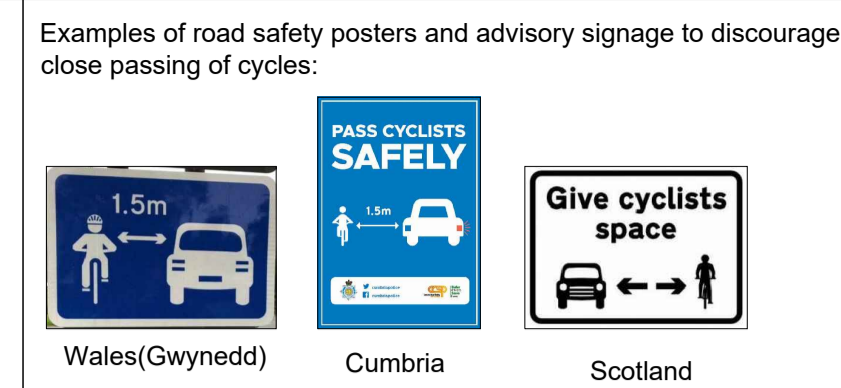 Examples of road safety posters and advisory signage to discourage
close passing of cycles:
1.5m
PASS CYCLISTS
SAFELY
1.5m
Give cyclists
space
Wales(Gwynedd)
Cumbria
Scotland